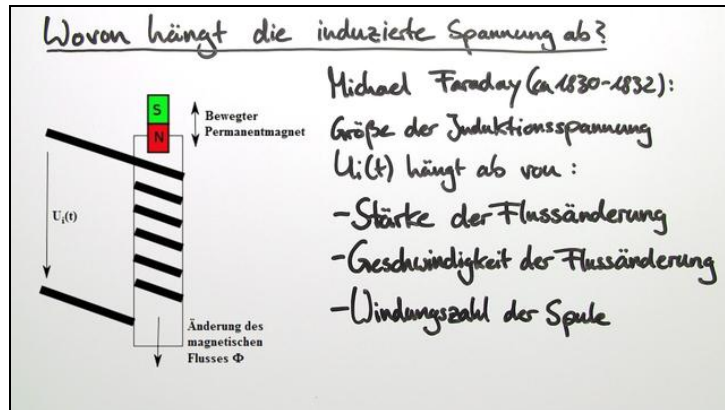 Wovon hängt die induzierte Spannung ab?
S
N
Bewegter
Permanentmagnet
Ui(t)
Änderung des
magnetischen
Flusses Φ
Michael Faraday (ca 1830-1832):
Größe der Induktionsspannung
Ui(t) hängt ab von:
-Stärke der Flussänderung
-Geschwindigkeit der Flussänderung
-Windungszahl der Spule